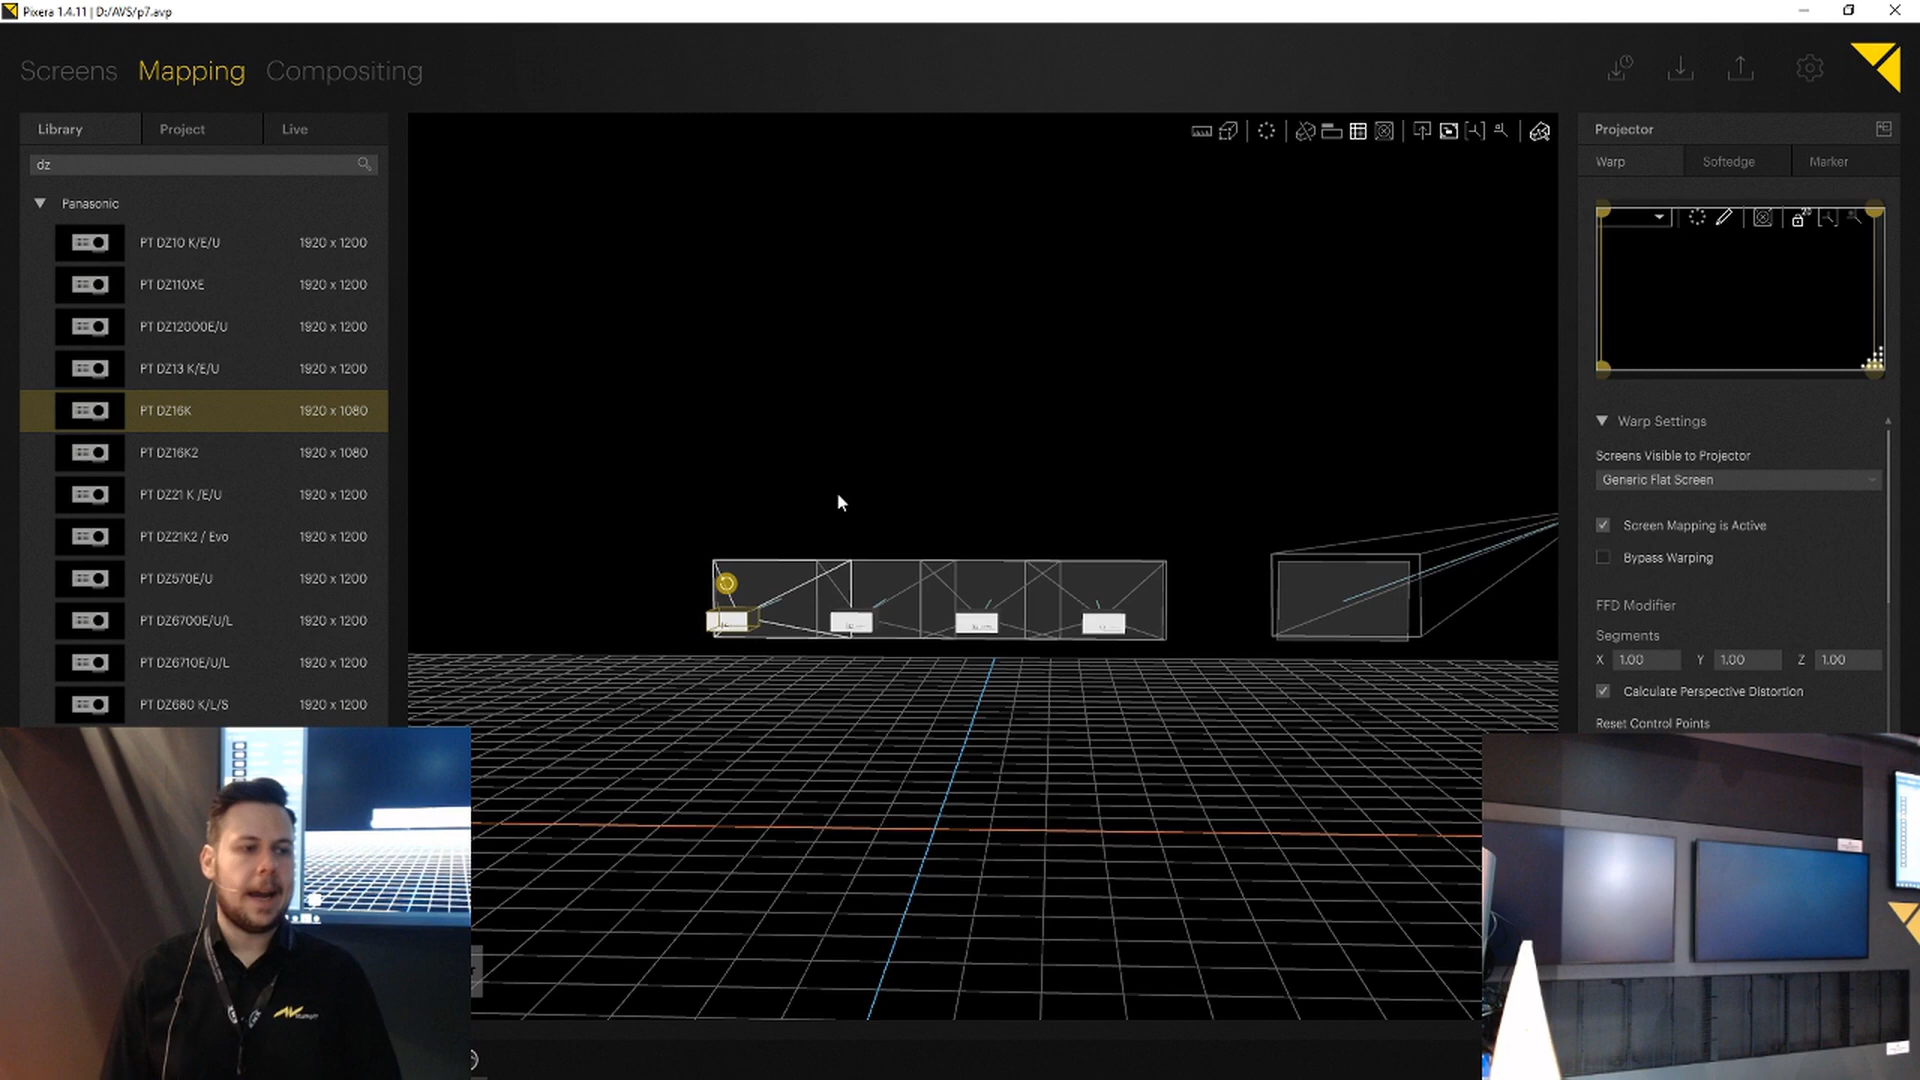 Pixera 1.4.11 | D:/AVS/p7.avp
Screens Mapping Compositing
Library Project Live
dz
Panasonic
PT DZ10 K/E/U 1920 x 1200
PT DZ110XE 1920 x 1200
PT DZ12000E/U 1920 x 1200
PT DZ13 K/E/U 1920 x 1200
PT DZ16K 1920 x 1080
PT DZ16K2 1920 x 1080
PT DZ21 K /E/U 1920 x 1200
PT DZ21K2 / Evo 1920 x 1200
PT DZ570E/U 1920 x 1200
PT DZ6700E/U/L 1920 x 1200
PT DZ6710E/U/L 1920 x 1200
PT DZ680 K/L/S 1920 x 1200
Projector
Warp Softedge Marker
Warp Settings
Screens Visible to Projector
Generic Flat Screen
Screen Mapping is Active
Bypass Warping
FFD Modifier
Segments
X 1.00 Y 1.00 Z 1.00
Calculate Perspective Distortion
Reset Control Points
AV Stumpfl